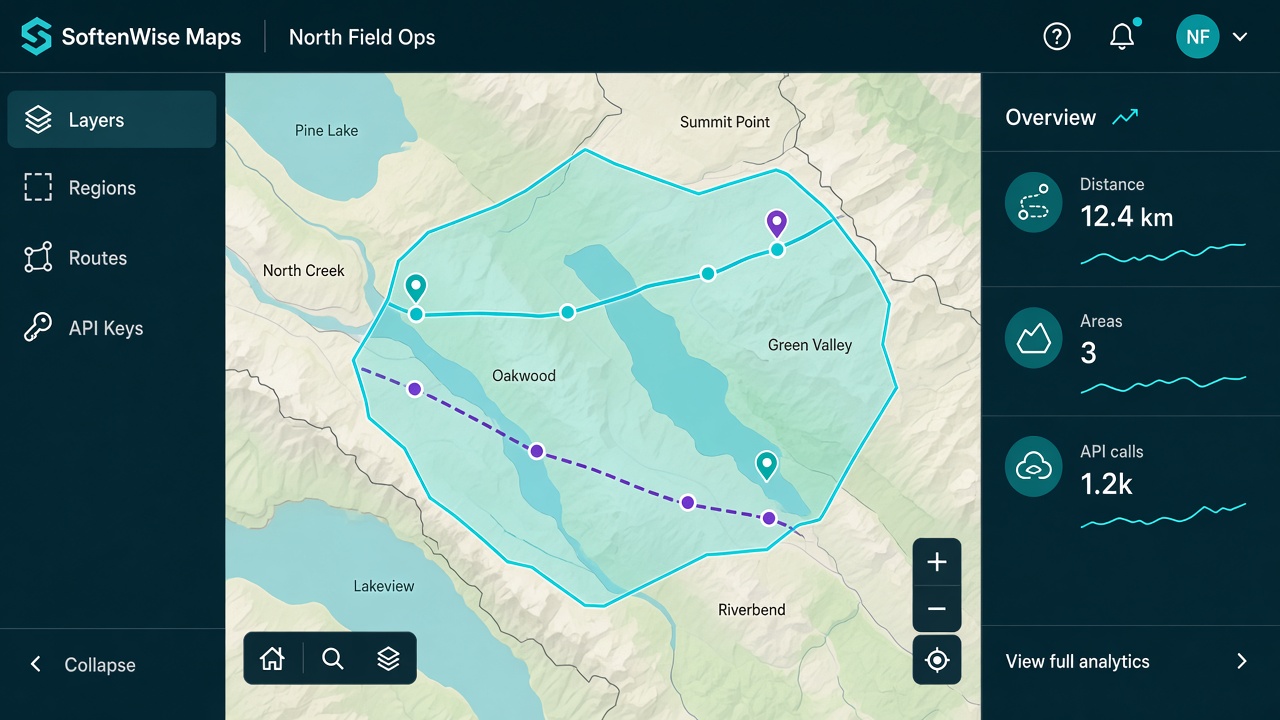 SoftenWise Maps
North Field Ops
NF
Layers
Regions
Routes
API Keys
Collapse
Pine Lake
Summit Point
North Creek
Green Valley
Oakwood
Lakeview
Riverbend
Overview
Distance
12.4 km
Areas
3
API calls
1.2k
View full analytics